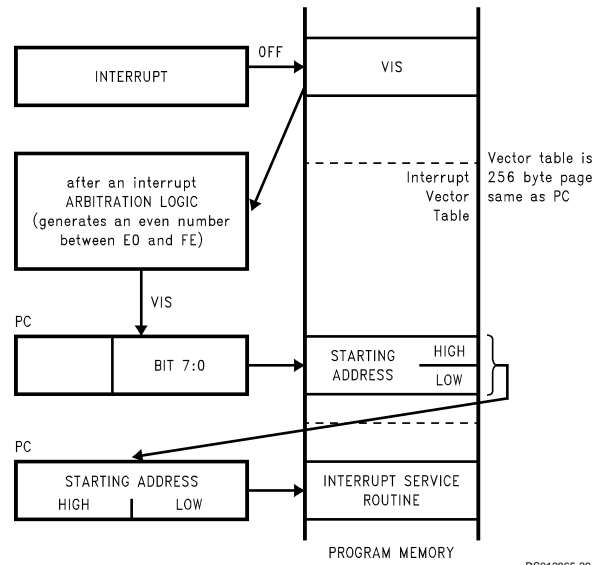 INTERRUPT
OFF
VIS
after an interrupt
ARBITRATION LOGIC
(generates an even number
between E0 and FE)
Interrupt
Vector
Table
Vector table is
256 byte page
same as PC
VIS
PC
BIT 7:0
STARTING
ADDRESS
HIGH
LOW
PC
STARTING ADDRESS
HIGH
LOW
INTERRUPT SERVICE
ROUTINE
PROGRAM MEMORY